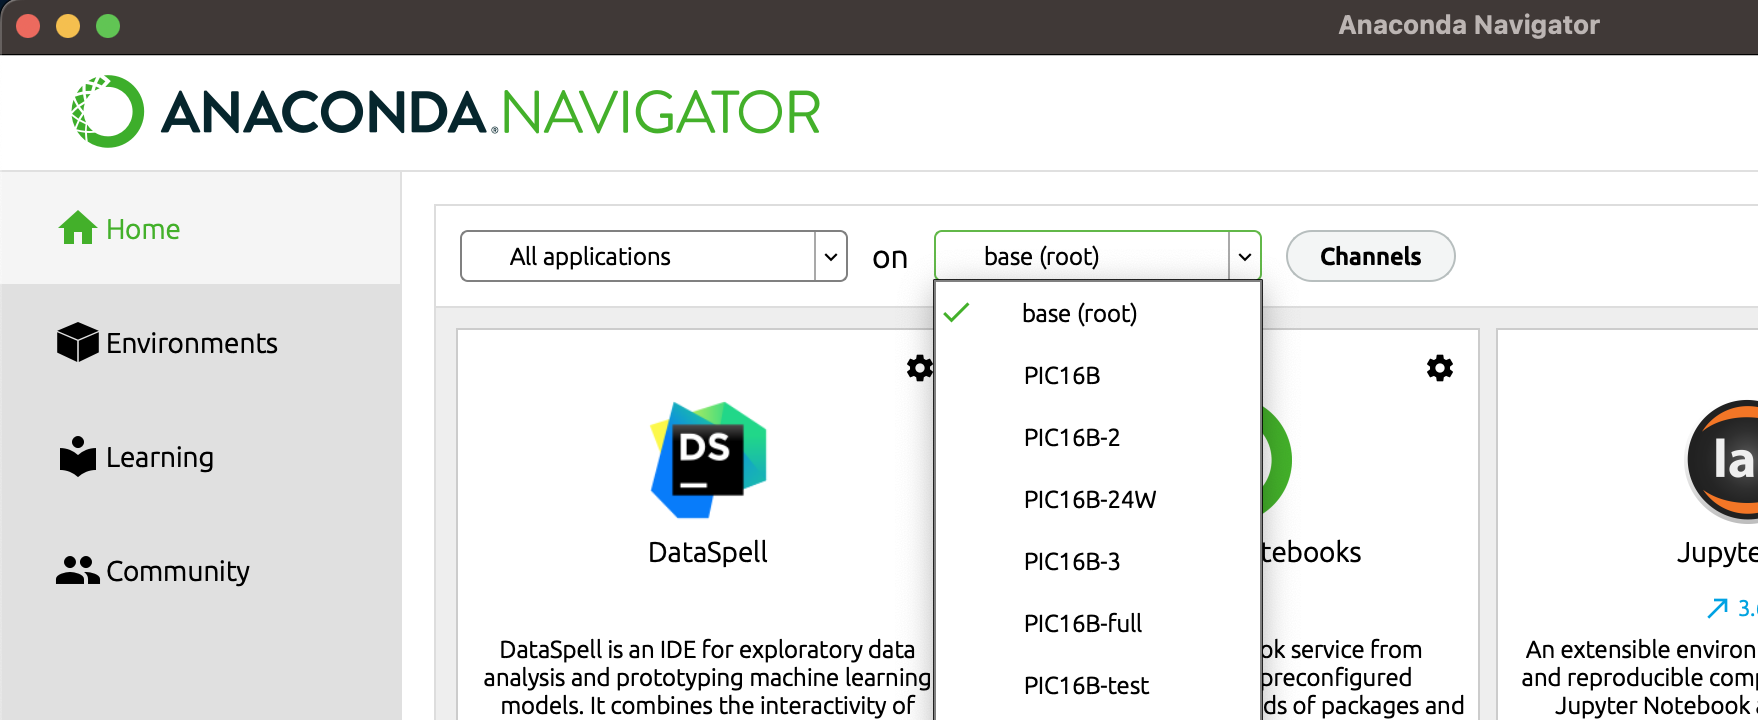 Anaconda Navigator
ANACONDA.NAVIGATOR
Home
Environments
Learning
Community
All applications
on
base (root)
Channels
base (root)
PIC16B
PIC16B-2
PIC16B-24W
PIC16B-3
PIC16B-full
PIC16B-test
DS
DataSpell
DataSpell is an IDE for exploratory data
analysis and prototyping machine learning
models. It combines the interactivity of
tebooks
ok service from
preconfigured
ds of packages and
la
Jupyte
3.
An extensible environ
and reproducible comp
Jupyter Notebook